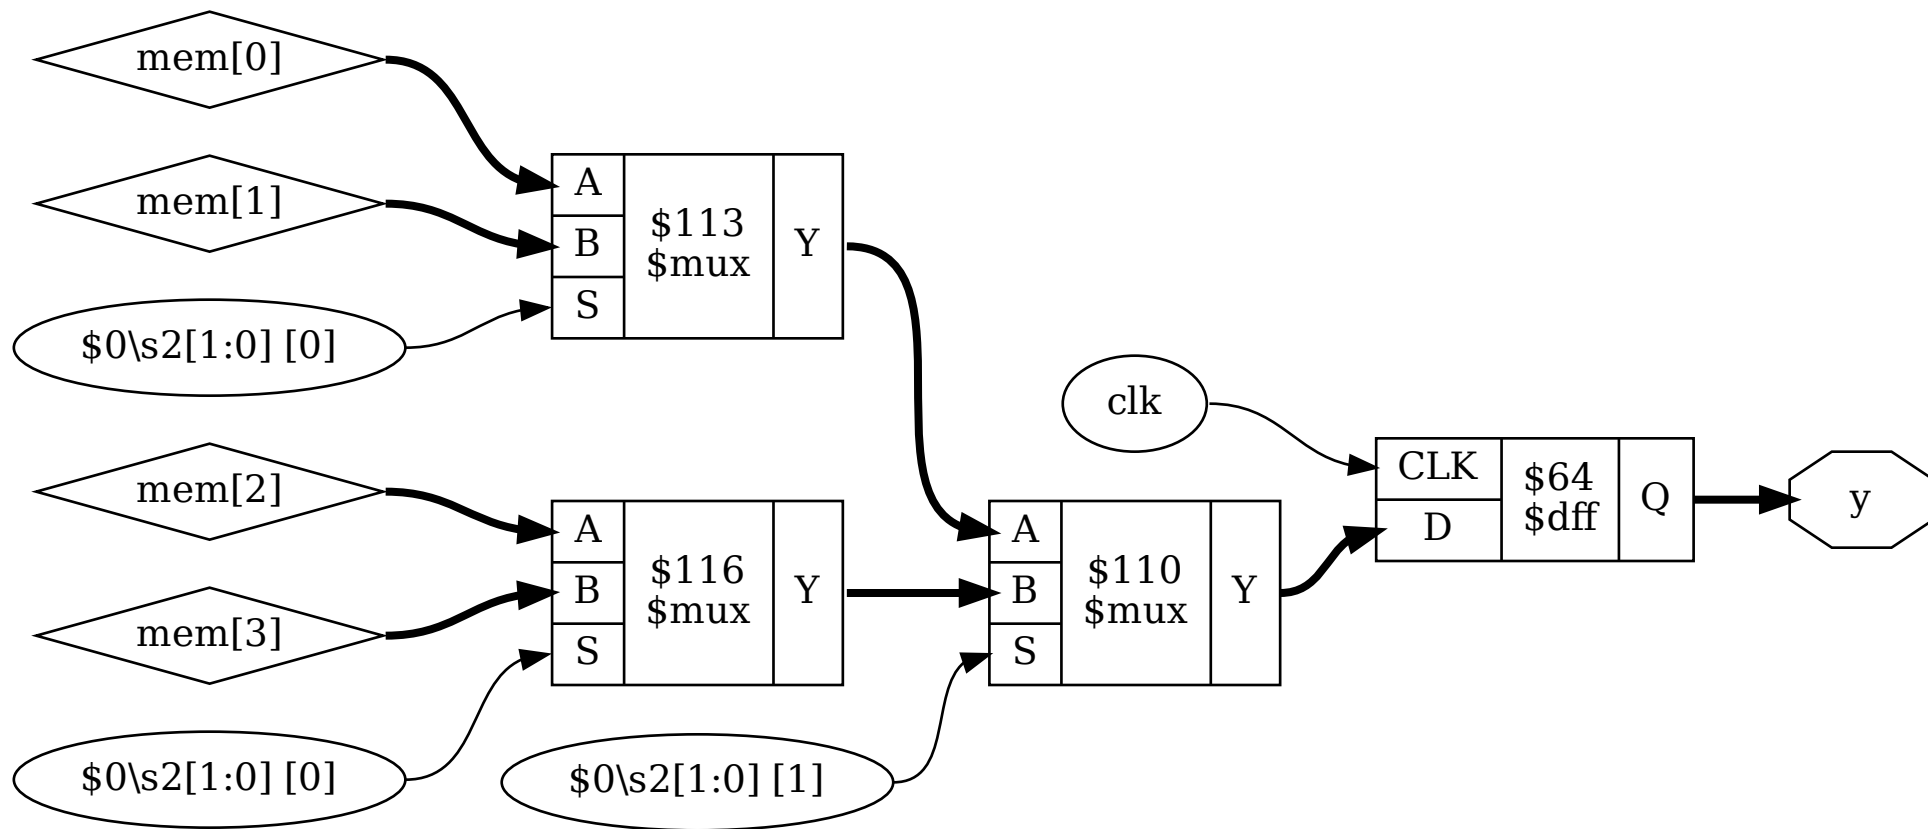 mem[0]
mem[1]
$0\s2[1:0] [0]
A
B
S
$113
$mux
Y
mem[2]
mem[3]
$0\s2[1:0] [0]
A
B
S
$116
$mux
Y
$0\s2[1:0] [1]
A
B
S
$110
$mux
Y
clk
CLK
D
$64
$dff
Q
y